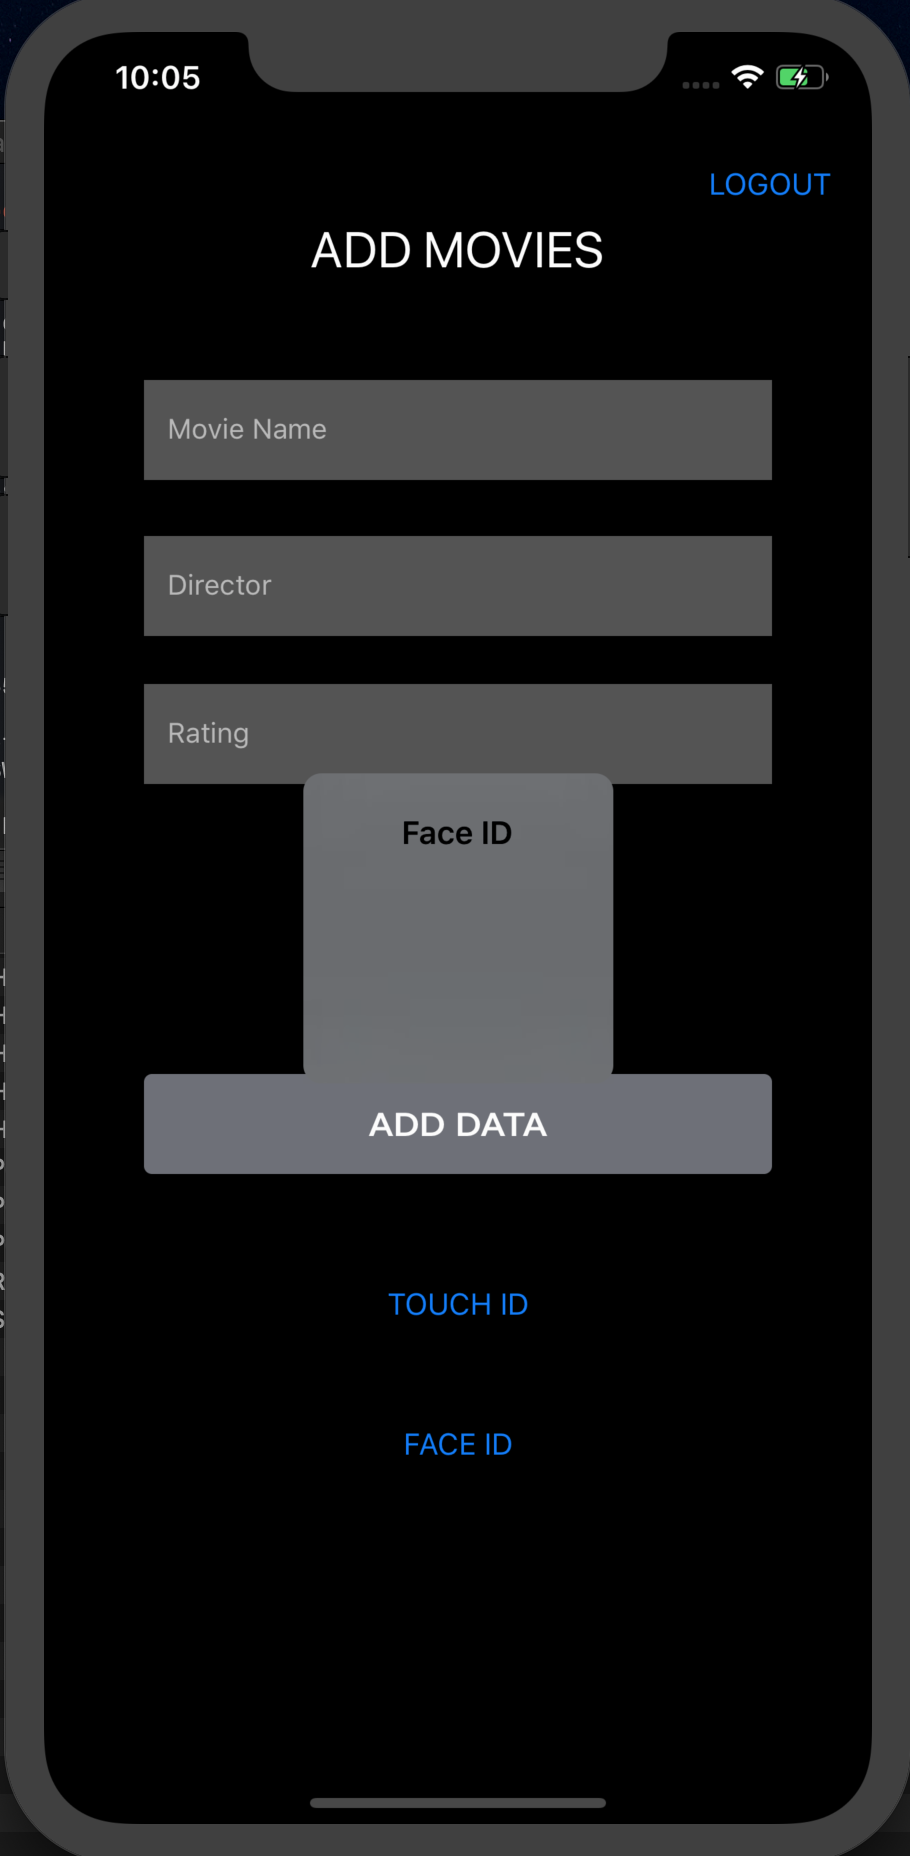 10:05
LOGOUT
ADD MOVIES
Movie Name
Director
Rating
Face ID
ADD DATA
TOUCH ID
FACE ID